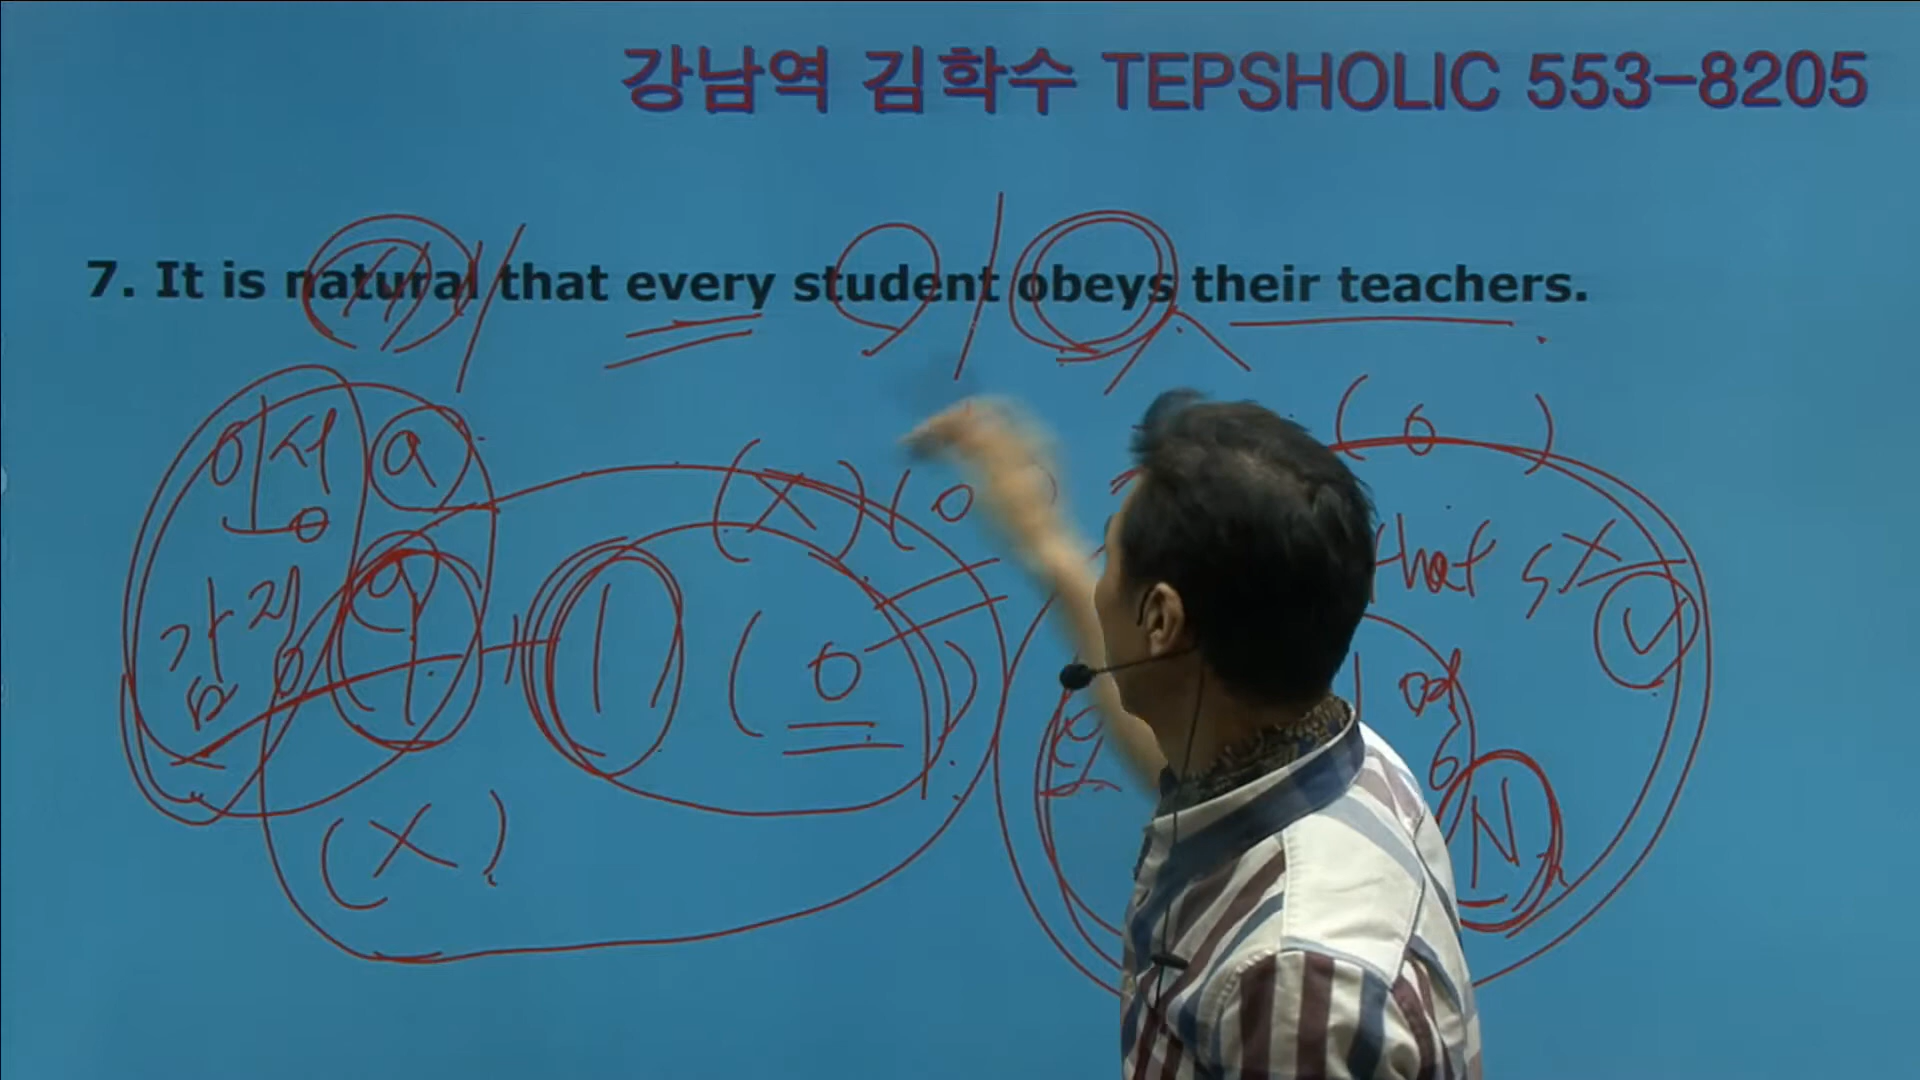 강남역 김학수 TEPSHOLIC 553-8205
7. It is natural that every student obeys their teachers.
이성 a
감정 a
that S
V
N